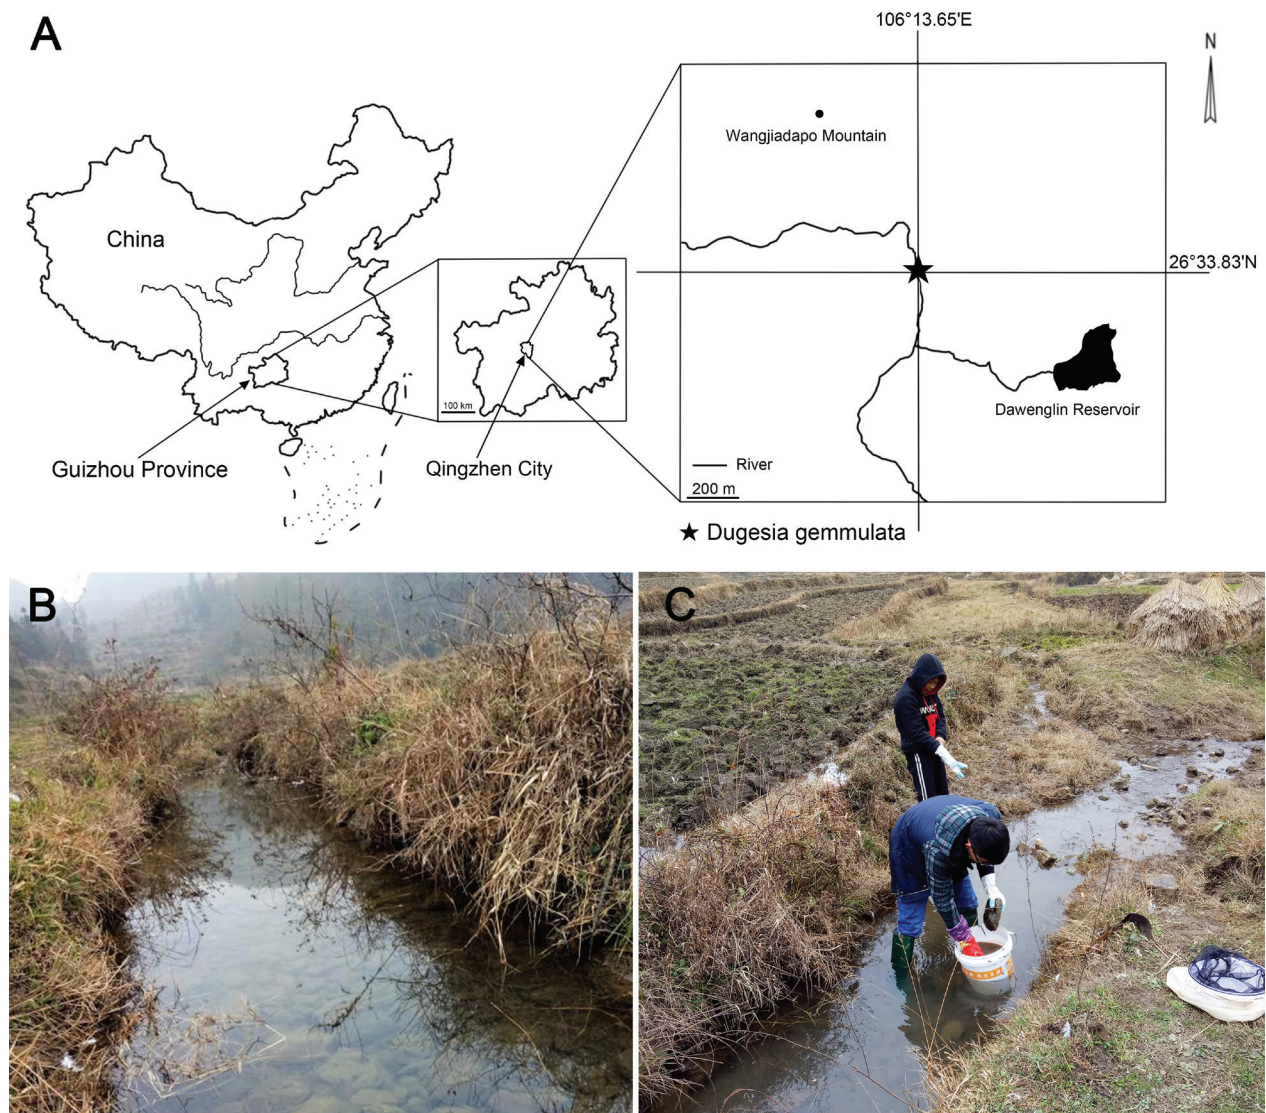 A
106°13.65'E
N
Wangjiadapo Mountain
China
26°33.83'N
100 km
Dawenglin Reservoir
Guizhou Province
Qingzhen City
River
200 m
★ Dugesia gemmulata
B
C